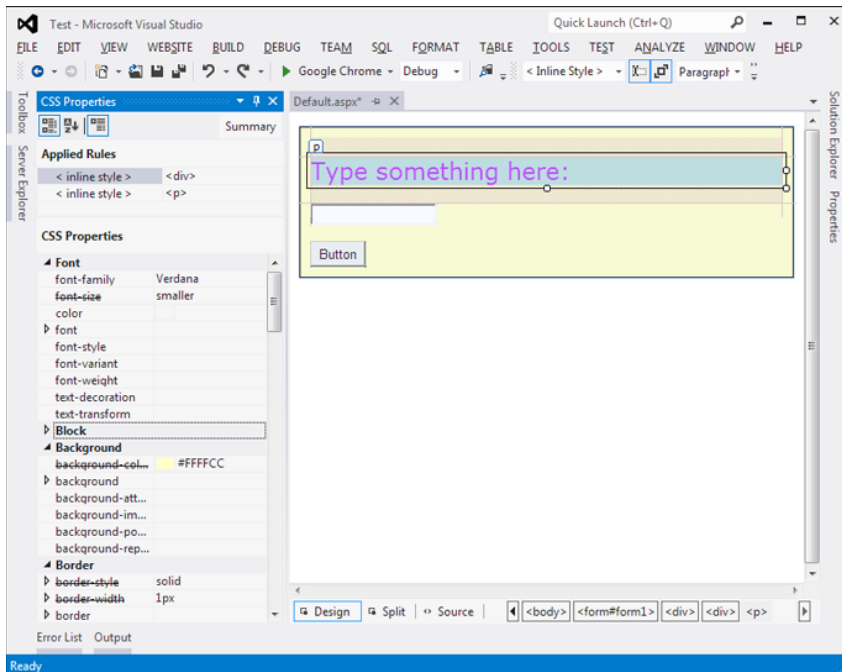 Test - Microsoft Visual Studio
Quick Launch (Ctrl+Q)
FILE EDIT VIEW WEBSITE BUILD DEBUG TEAM SQL FORMAT TABLE TOOLS TEST ANALYZE WINDOW HELP
Google Chrome Debug < Inline Style > Paragraph
Toolbox
Server Explorer
CSS Properties
Summary
Applied Rules
< inline style > <div>
< inline style > <p>
CSS Properties
Font
font-family Verdana
font-size smaller
color
font
font-style
font-variant
font-weight
text-decoration
text-transform
Block
Background
background-col... #FFFFCC
background
background-att...
background-im...
background-po...
background-rep...
Border
border-style solid
border-width 1px
border
Default.aspx*
P
Type something here:
Button
Design Split Source <body> <form#form1> <div> <div> <p>
Solution Explorer
Properties
Error List Output
Ready